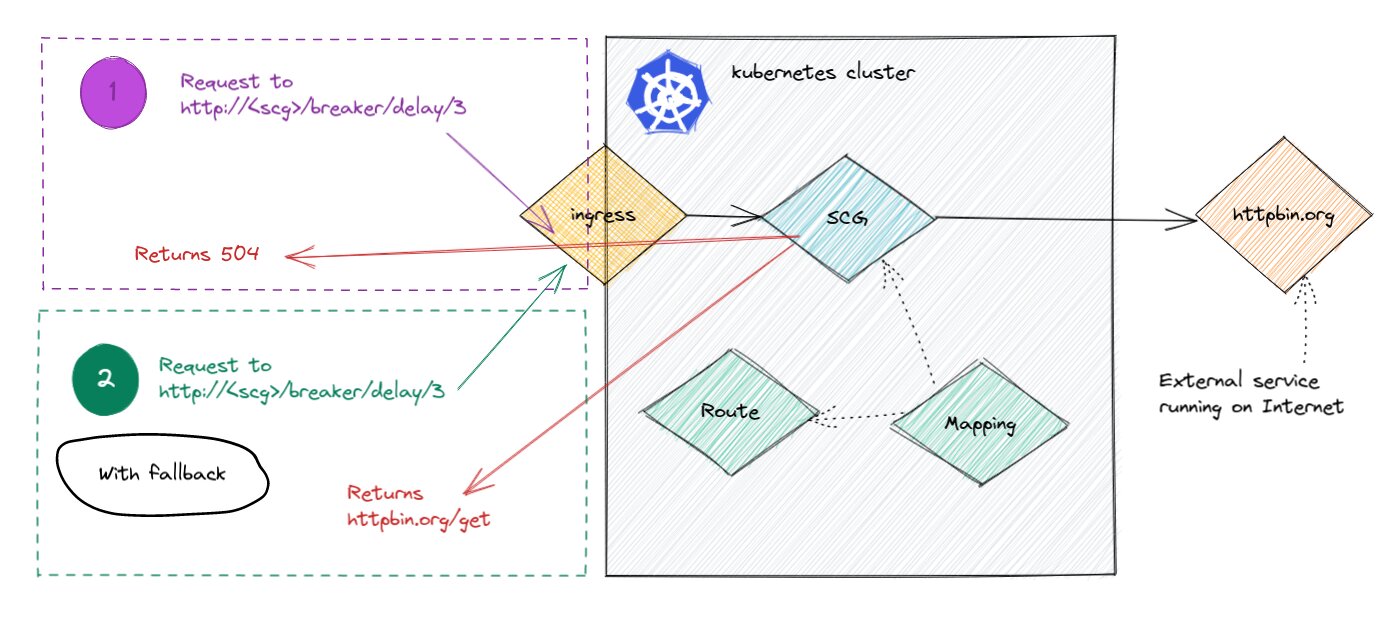 1
Request to
http://<scg>/breaker/delay/3
Returns 504
2
Request to
http://<scg>/breaker/delay/3
With fallback
Returns
httpbin.org/get
kubernetes cluster
ingress
SCG
Route
Mapping
httpbin.org
External service
running on Internet